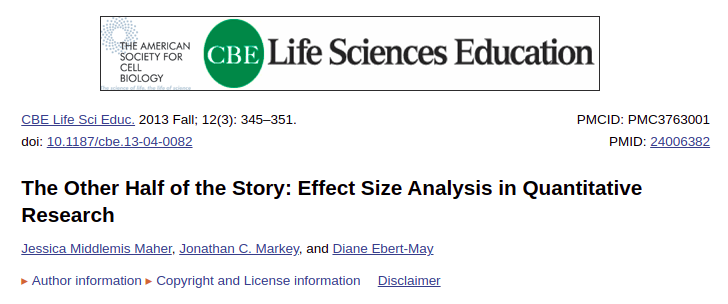 THE AMERICAN
SOCIETY FOR
CELL
BIOLOGY
CBE Life Sciences Education
CBE Life Sci Educ. 2013 Fall; 12(3): 345–351.
PMCID: PMC3763001
doi: 10.1187/cbe.13-04-0082
PMID: 24006382
The Other Half of the Story: Effect Size Analysis in Quantitative
Research
Jessica Middlemis Maher, Jonathan C. Markey, and Diane Ebert-May
▸ Author information ▸ Copyright and License information Disclaimer